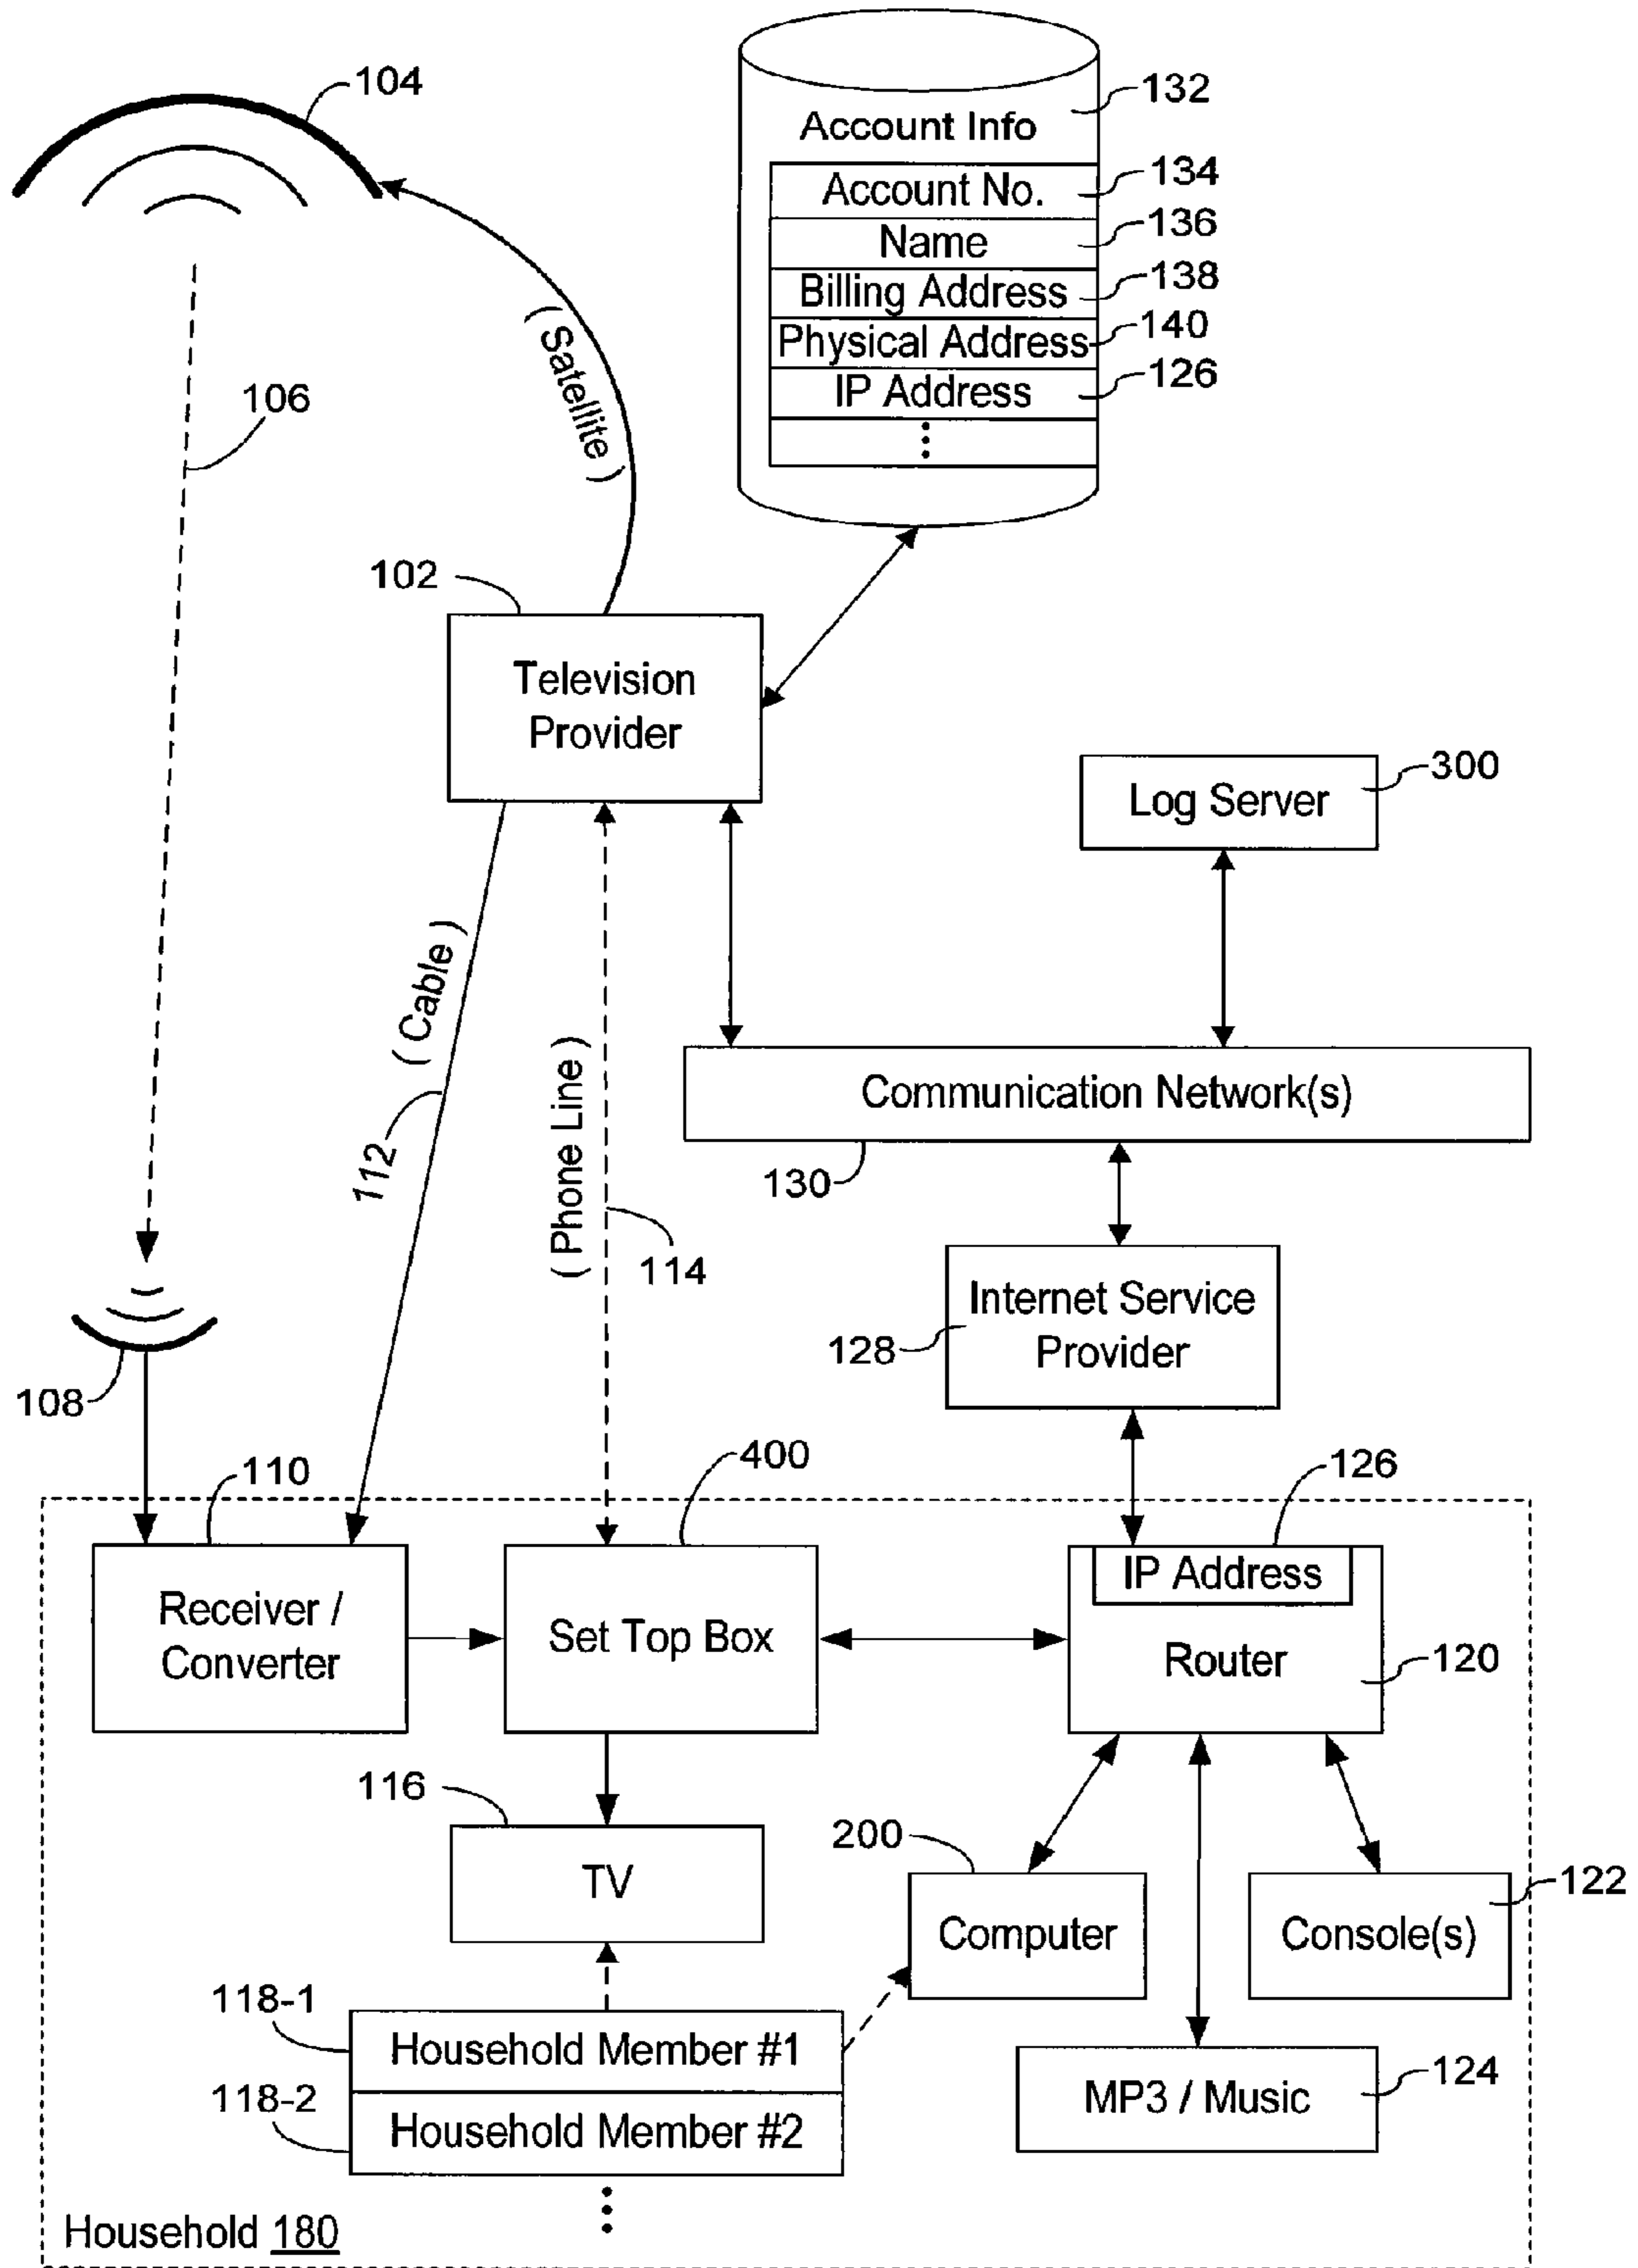 104
132
Account Info
Account No.
134
Name
136
Billing Address
138
Physical Address
140
IP Address
126
106
( Satellite )
102
Television
Provider
300
Log Server
( Cable )
112
( Phone Line )
114
Communication Network(s)
130
Internet Service
Provider
128
108
110
400
126
Receiver /
Converter
Set Top Box
IP Address
Router
120
116
TV
200
Computer
122
Console(s)
118-1
Household Member #1
118-2
Household Member #2
MP3 / Music
124
Household 180